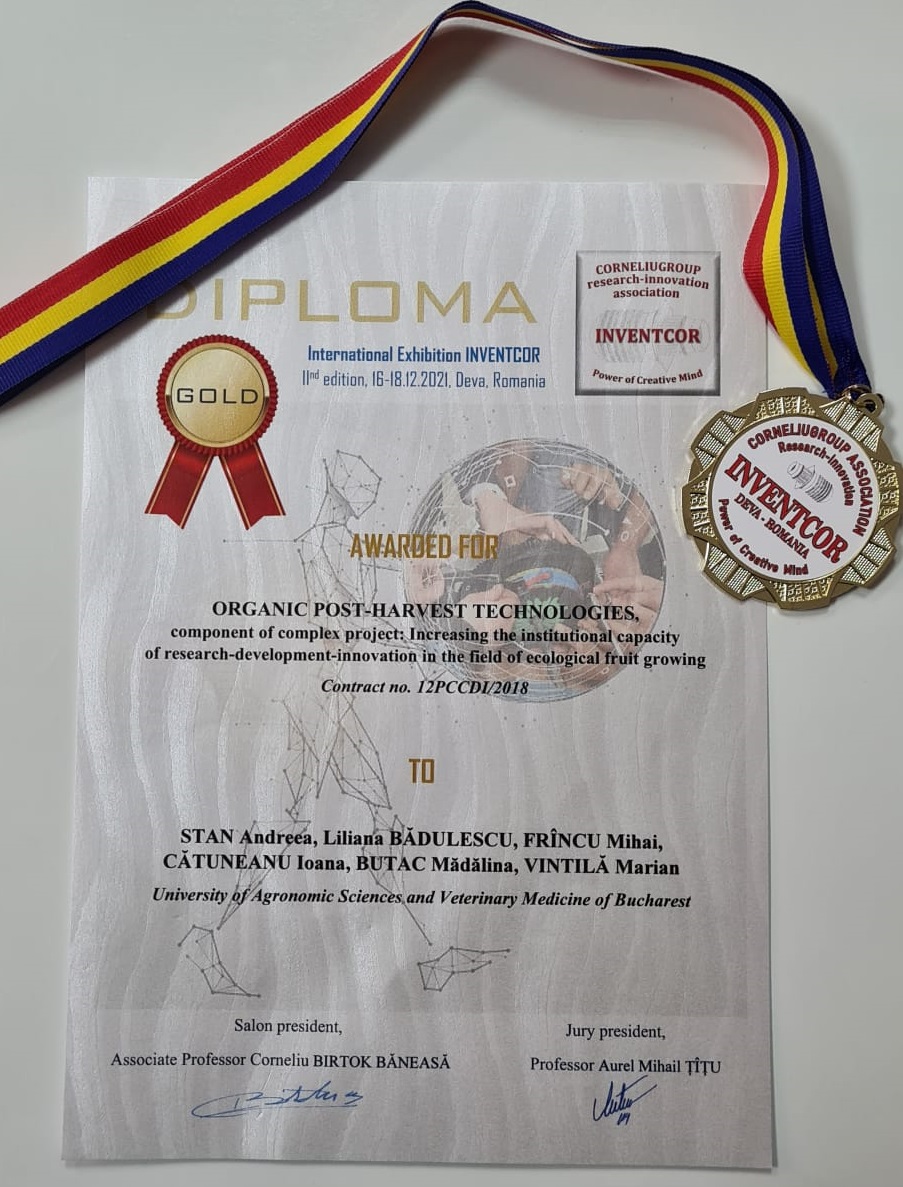 DIPLOMA
International Exhibition INVENTCOR
IInd edition, 16-18.12.2021, Deva, Romania
GOLD
CORNELIUGROUP
research-innovation
association
INVENTCOR
Power of Creative Mind
CORNELIUGROUP ASSOCIATION
Research-Innovation
INVENTCOR
DEVA - ROMANIA
Power of Creative Mind
AWARDED FOR
ORGANIC POST-HARVEST TECHNOLOGIES,
component of complex project: Increasing the institutional capacity
of research-development-innovation in the field of ecological fruit growing
Contract no. 12PCCDI/2018
TO
STAN Andreea, Liliana BĂDULESCU, FRÎNCU Mihai,
CĂTUNEANU Ioana, BUTAC Mădălina, VINTILĂ Marian
University of Agronomic Sciences and Veterinary Medicine of Bucharest
Salon president,
Associate Professor Corneliu BIRTOK BĂNEASĂ
Jury president,
Professor Aurel Mihail ȚÎȚU